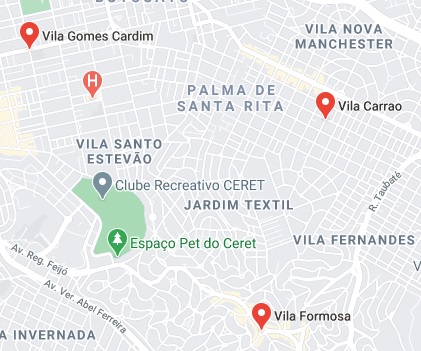 Vila Gomes Cardim
VILA NOVA
MANCHESTER
H
PALMA DE
SANTA RITA
Vila Carrao
VILA SANTO
ESTEVÃO
Clube Recreativo CERET
JARDIM TEXTIL
R. Taubaté
Espaço Pet do Ceret
VILA FERNANDES
Av. Reg. Feijó
Av. Ver. Abel Ferreira
Vila Formosa
A INVERNADA